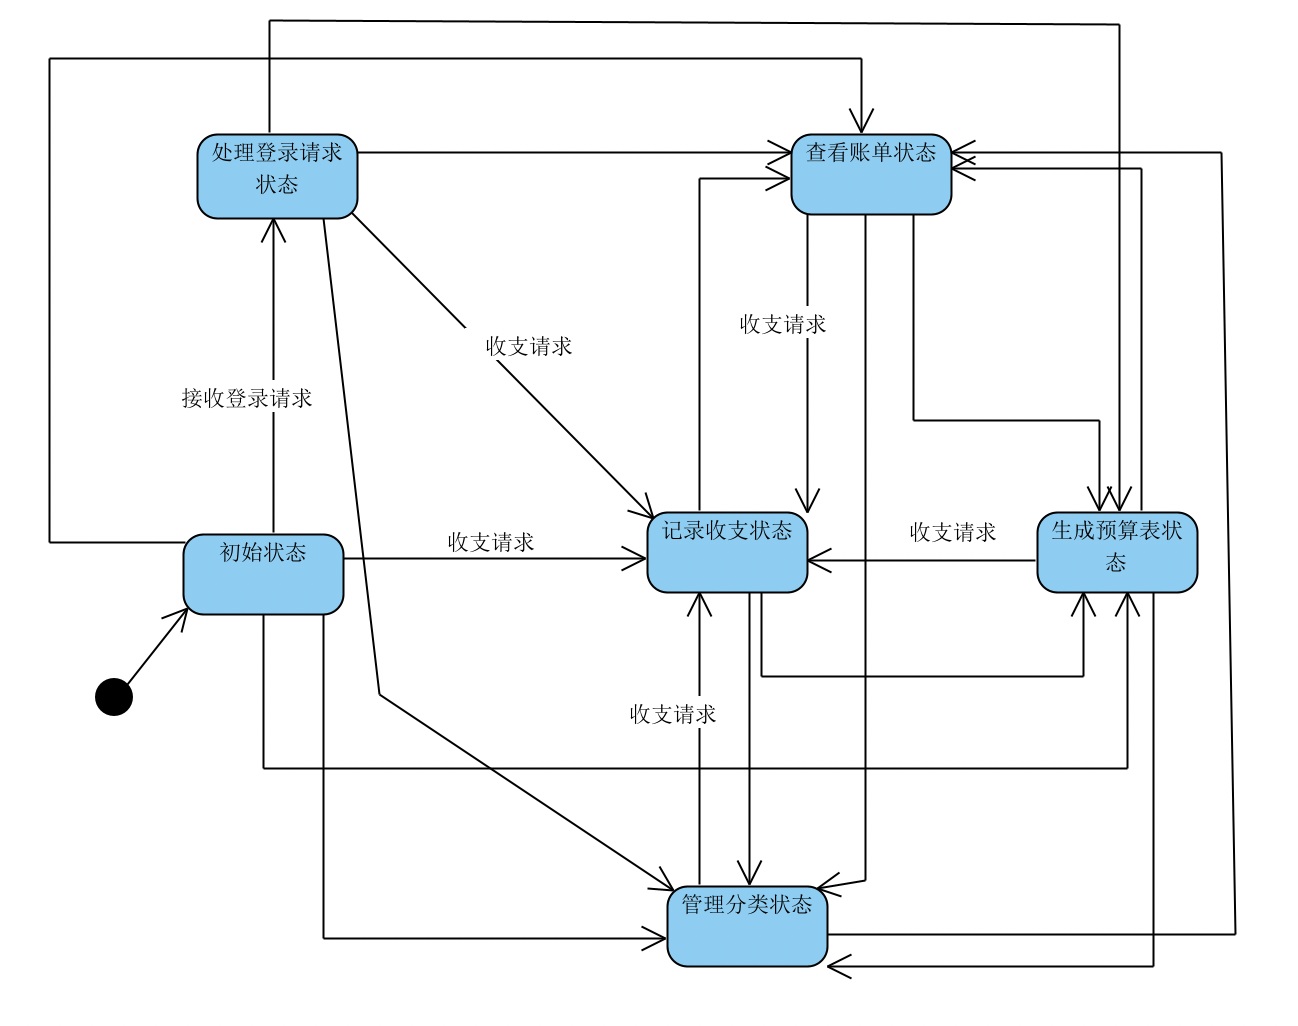 处理登录请求
状态
查看账单状态
收支请求
收支请求
接收登录请求
初始状态
收支请求
记录收支状态
收支请求
生成预算表状
态
收支请求
管理分类状态